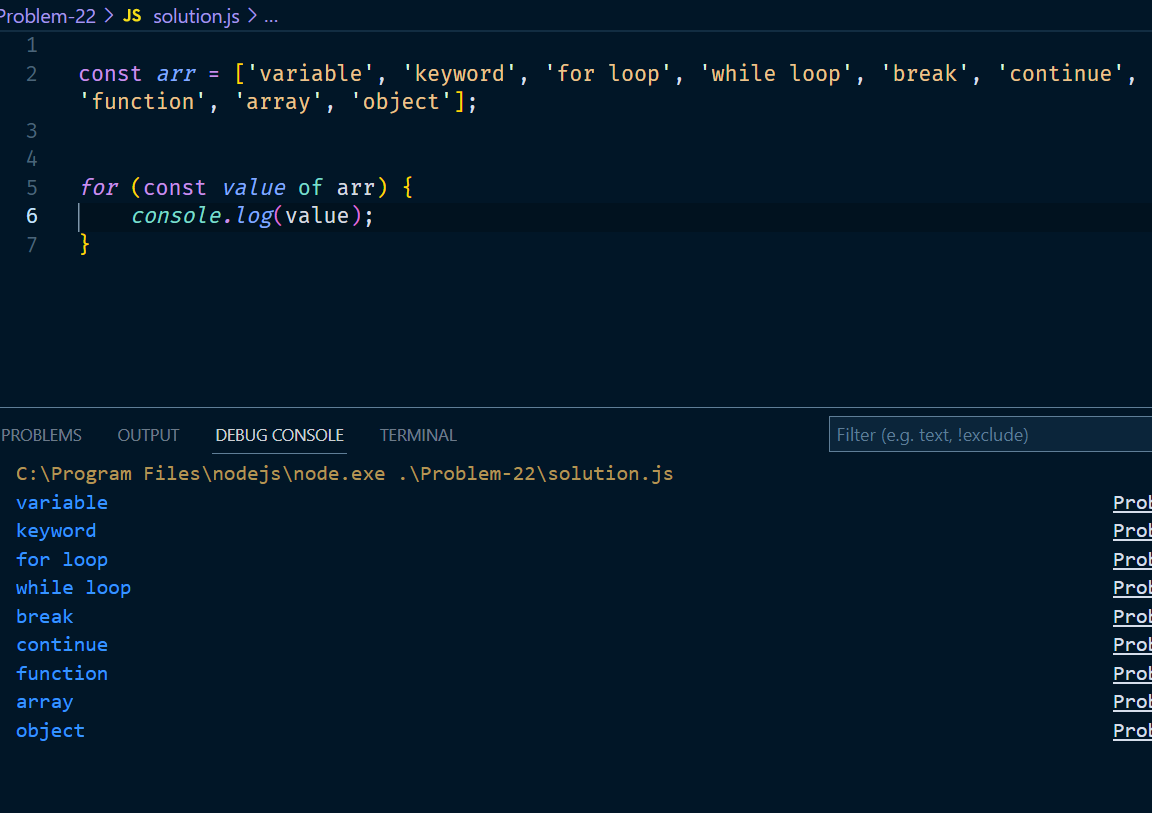 Problem-22 > JS solution.js > ...
1
2 const arr = ['variable', 'keyword', 'for loop', 'while loop', 'break', 'continue',
'function', 'array', 'object'];
3
4
5 for (const value of arr) {
6 console.log(value);
7 }
PROBLEMS OUTPUT DEBUG CONSOLE TERMINAL Filter (e.g. text, !exclude)
C:\Program Files\nodejs\node.exe .\Problem-22\solution.js
variable Prob
keyword Prob
for loop Prob
while loop Prob
break Prob
continue Prob
function Prob
array Prob
object Prob